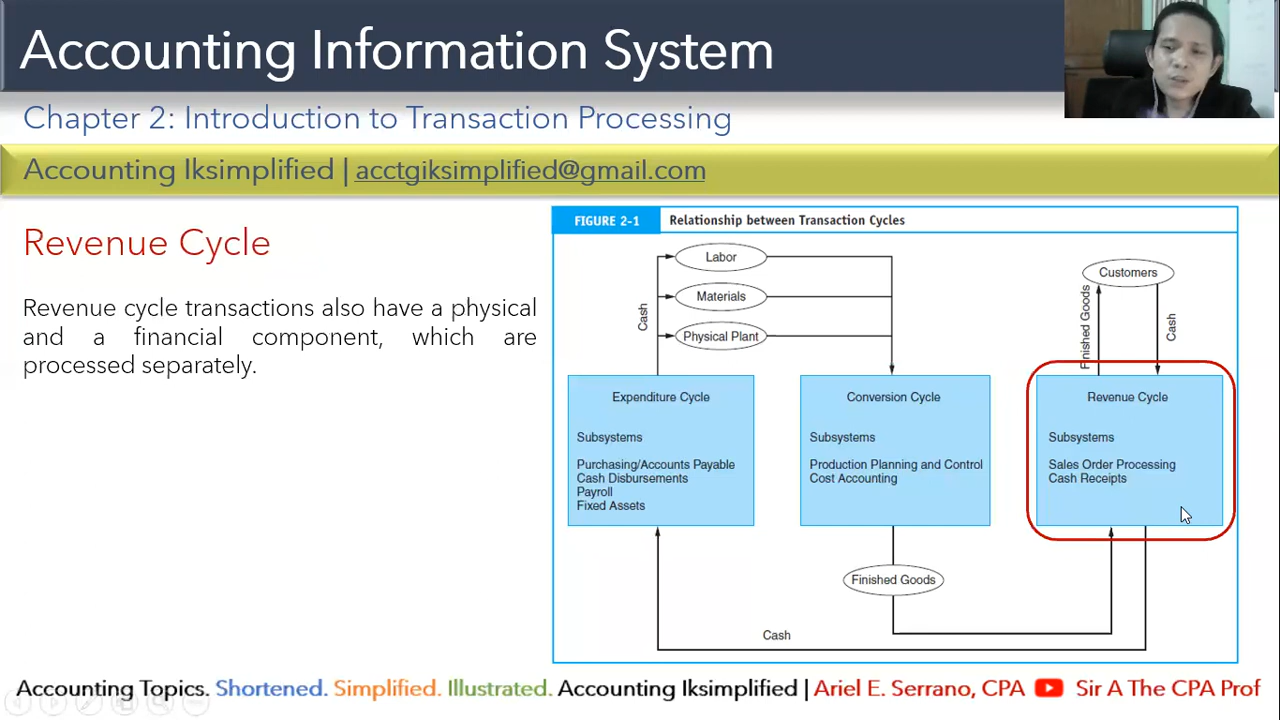 Accounting Information System
Chapter 2: Introduction to Transaction Processing
Accounting Iksimplified | acctgiksimplified@gmail.com
Revenue Cycle
Revenue cycle transactions also have a physical
and a financial component, which are
processed separately.
FIGURE 2-1
Relationship between Transaction Cycles
Labor
Materials
Physical Plant
Cash
Customers
Finished Goods
Cash
Expenditure Cycle
Subsystems
Purchasing/Accounts Payable
Cash Disbursements
Payroll
Fixed Assets
Conversion Cycle
Subsystems
Production Planning and Control
Cost Accounting
Revenue Cycle
Subsystems
Sales Order Processing
Cash Receipts
Finished Goods
Cash
Accounting Topics. Shortened. Simplified. Illustrated. Accounting Iksimplified | Ariel E. Serrano, CPA Sir A The CPA Prof